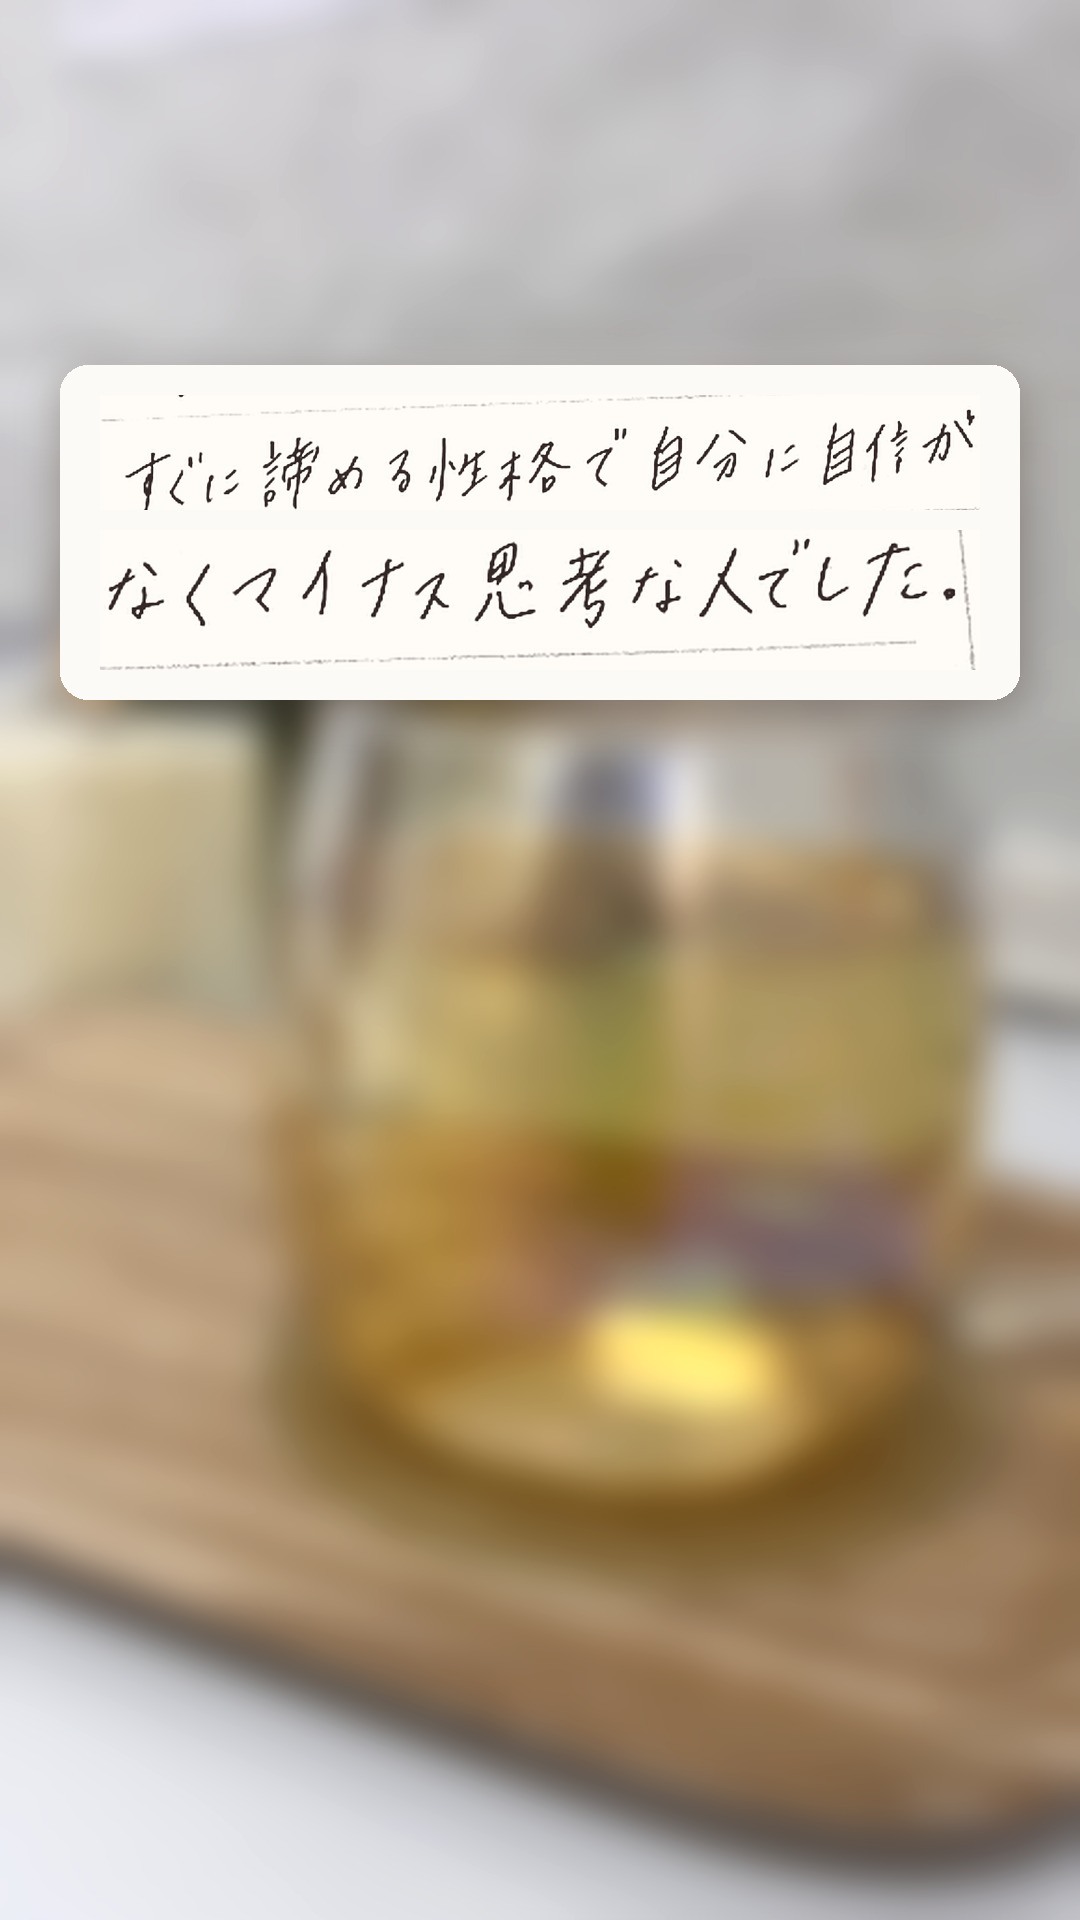 すぐに諦める性格で自分に自信が
なくマイナス思考な人でした。